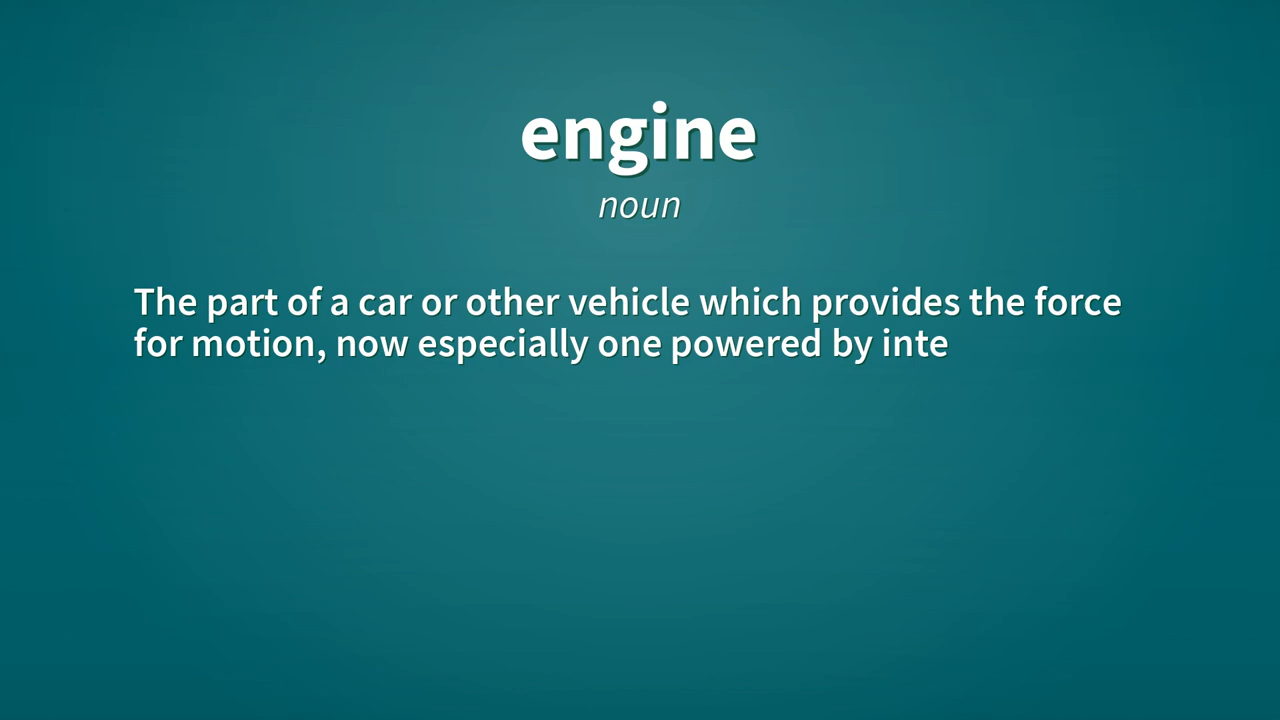 engine
noun
The part of a car or other vehicle which provides the force
for motion, now especially one powered by inte